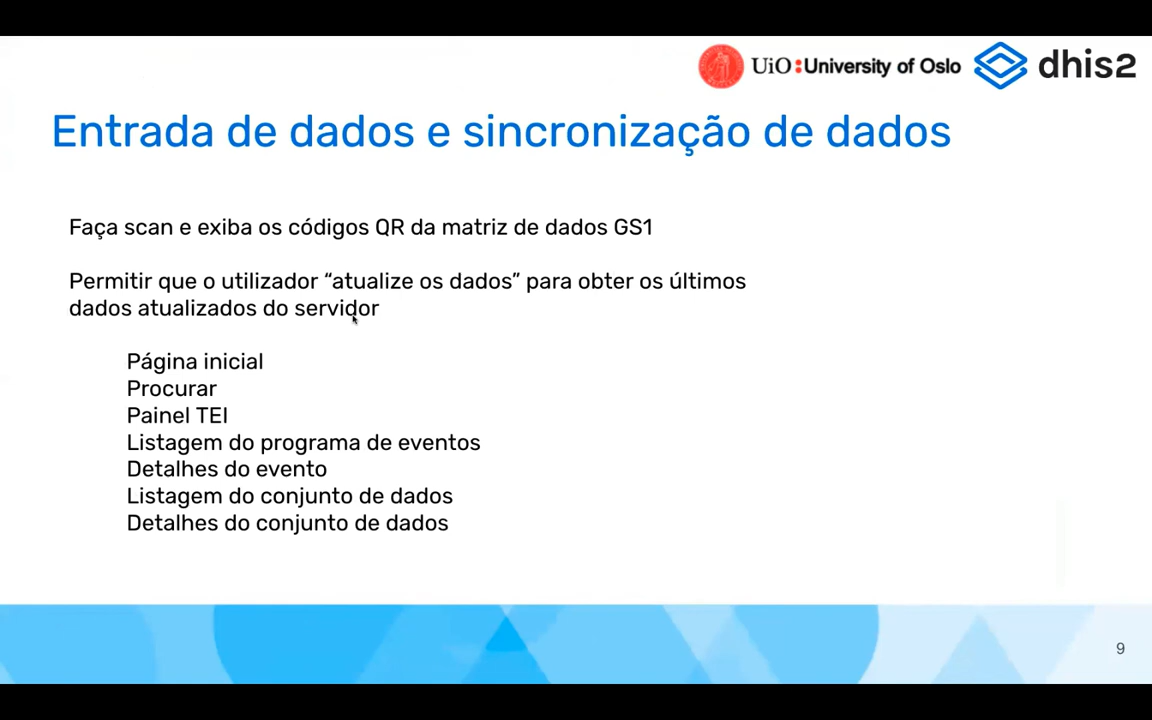 UiO:University of Oslo
dhis2
Entrada de dados e sincronização de dados
Faça scan e exiba os códigos QR da matriz de dados GS1
Permitir que o utilizador “atualize os dados” para obter os últimos
dados atualizados do servidor
Página inicial
Procurar
Painel TEI
Listagem do programa de eventos
Detalhes do evento
Listagem do conjunto de dados
Detalhes do conjunto de dados
9